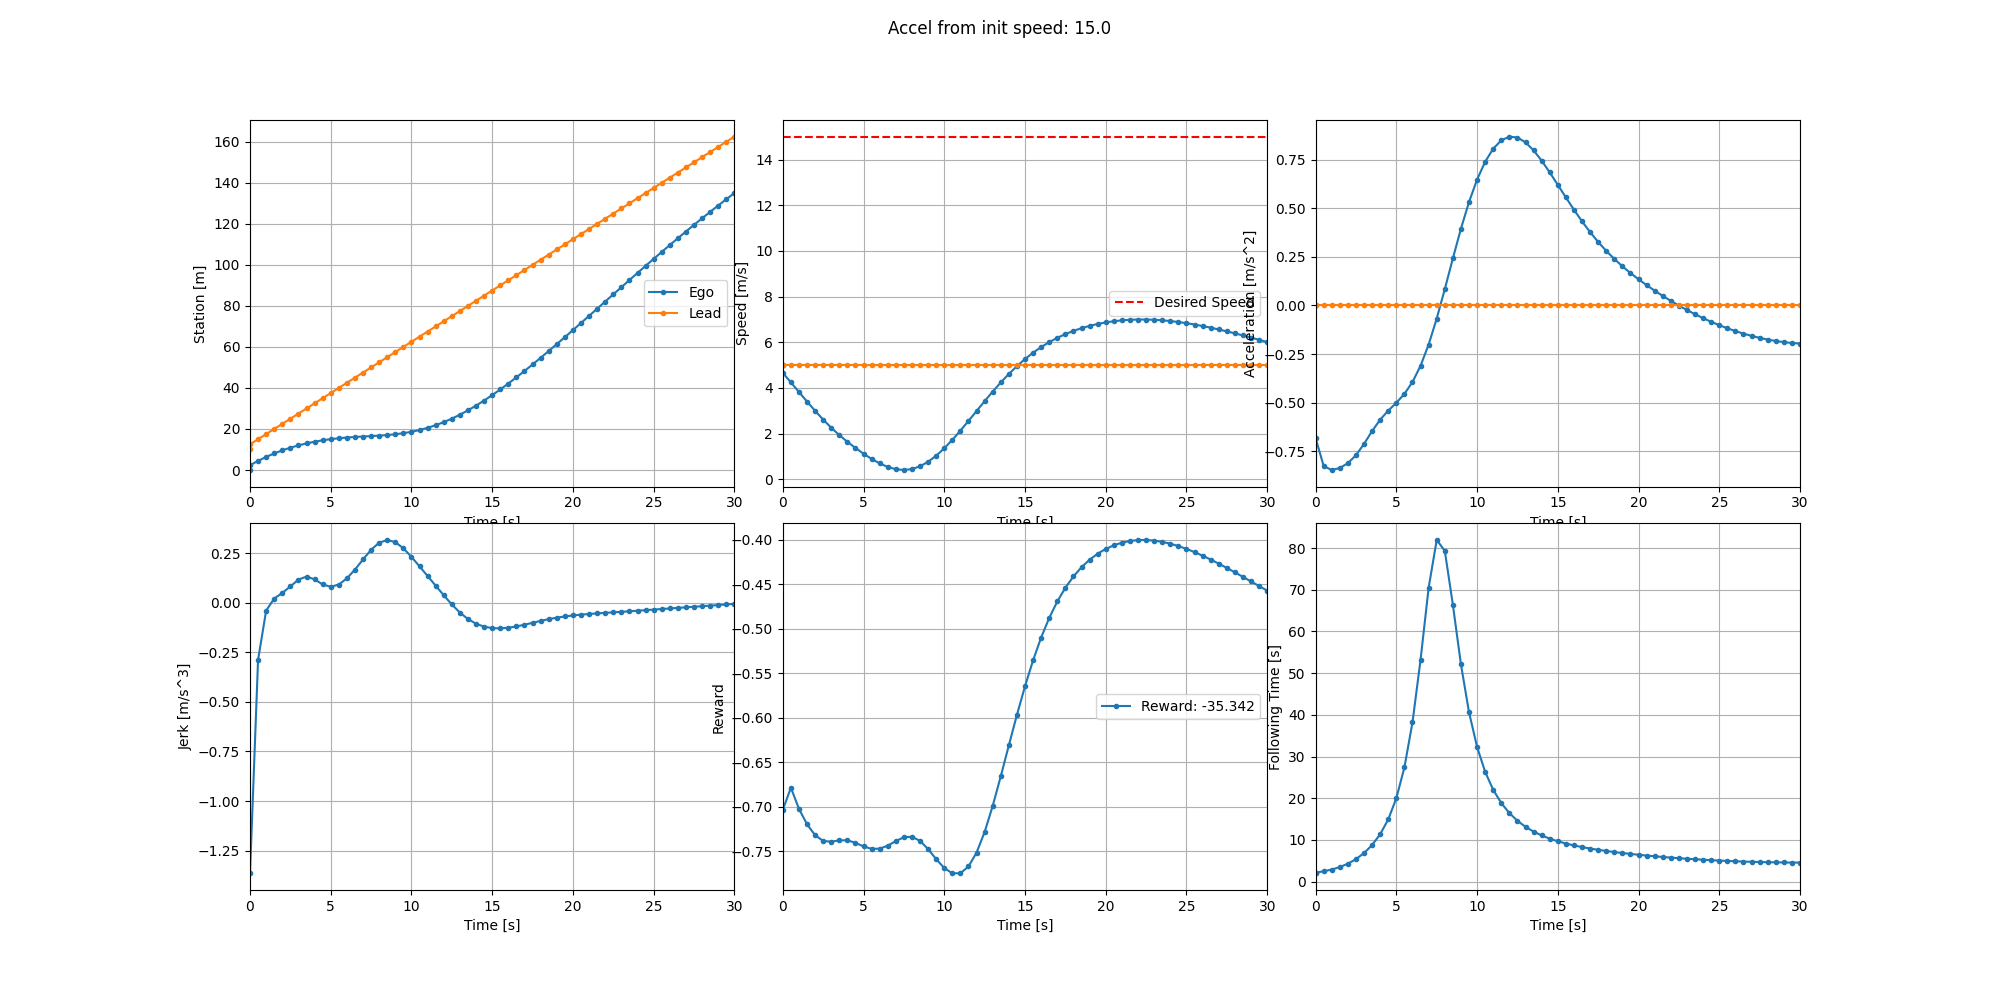 Accel from init speed: 15.0
Station [m]
160
140
120
100
80
60
40
20
0
Ego
Lead
0 5 10 15 20 25 30
Time [s]
Speed [m/s]
14
12
10
8
6
4
2
0
Desired Speed
0 5 10 15 20 25 30
Time [s]
Acceleration [m/s^2]
0.75
0.50
0.25
0.00
−0.25
−0.50
−0.75
0 5 10 15 20 25 30
Time [s]
Jerk [m/s^3]
0.25
0.00
−0.25
−0.50
−0.75
−1.00
−1.25
0 5 10 15 20 25 30
Time [s]
Reward
−0.40
−0.45
−0.50
−0.55
−0.60
−0.65
−0.70
−0.75
Reward: -35.342
0 5 10 15 20 25 30
Time [s]
Following Time [s]
80
70
60
50
40
30
20
10
0
0 5 10 15 20 25 30
Time [s]